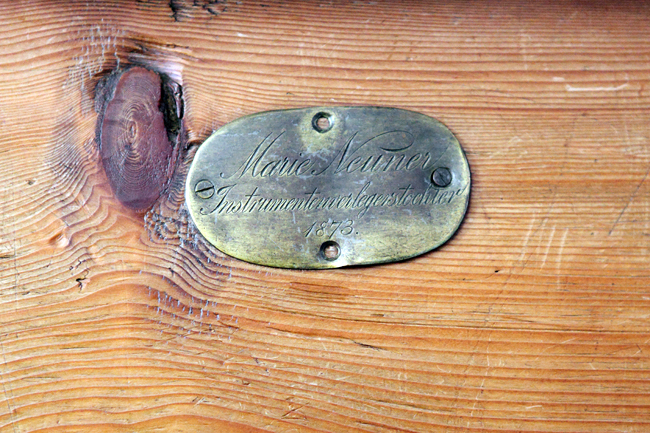 Marie Neuner
Instrumentenverlegerstochter
1873.